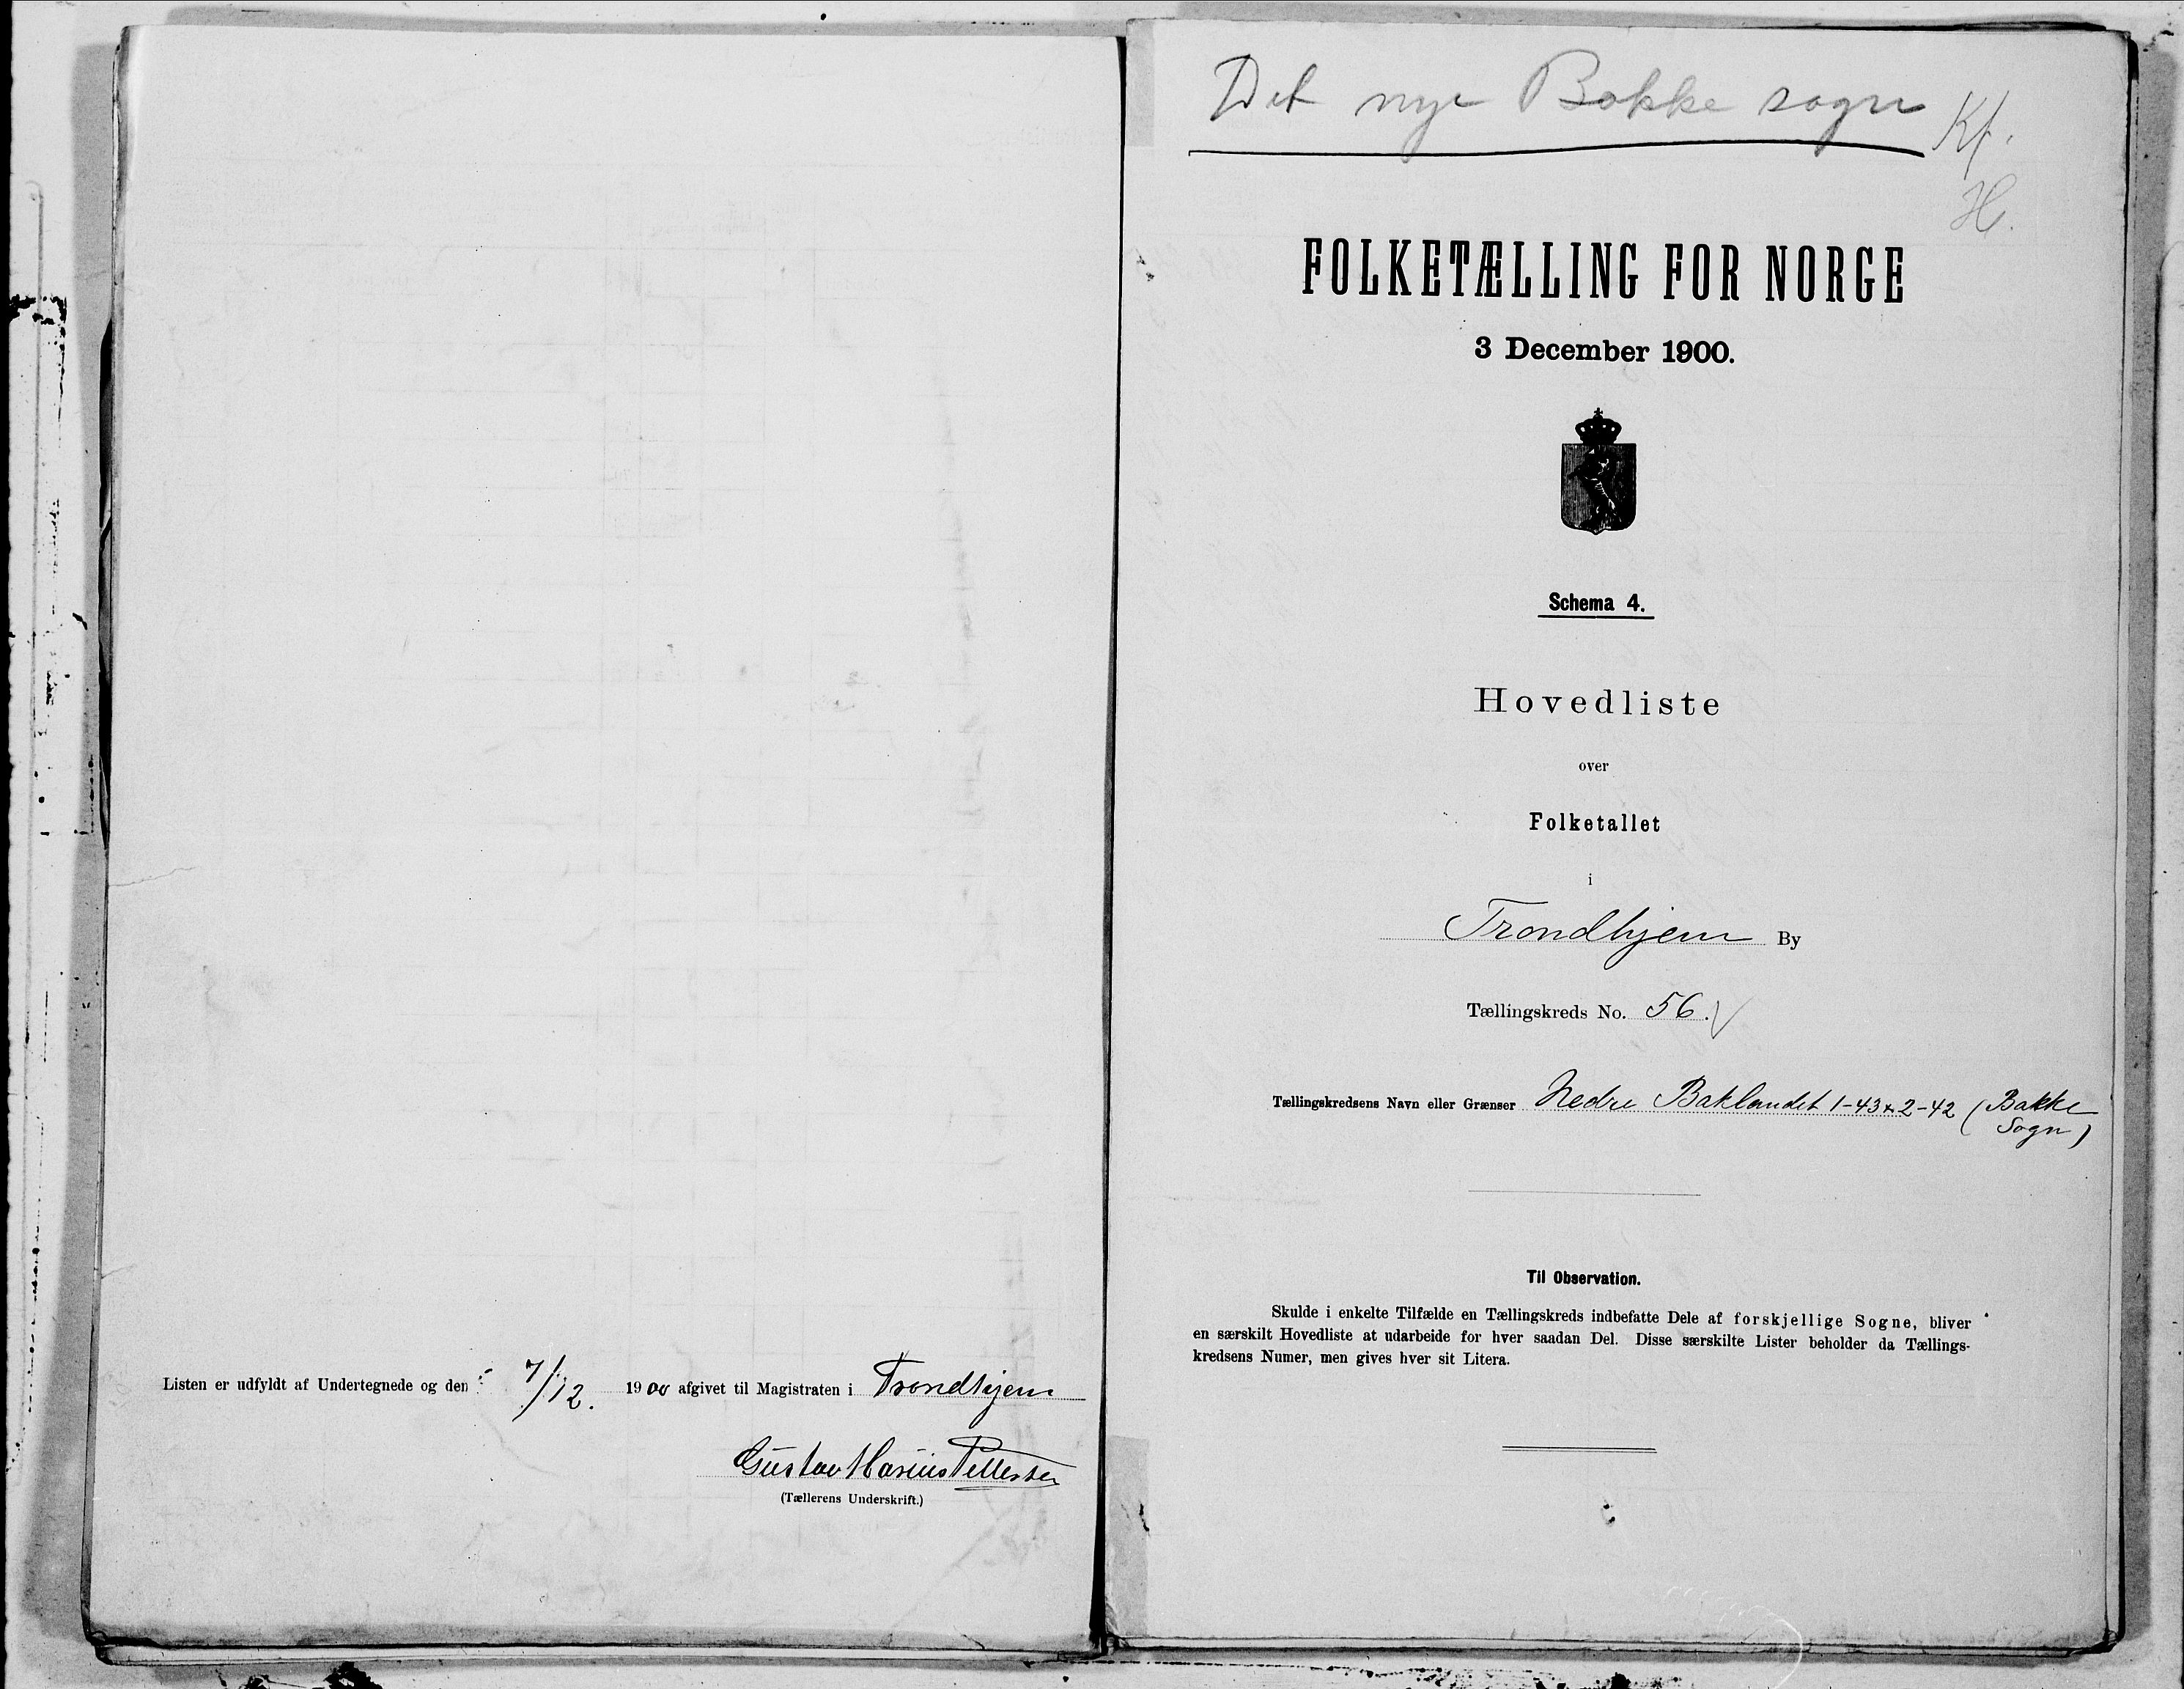 Listen er udfyldt af Undertegnede og den 7/12. 1900 afgivet til Magistraten i Trondhjem
Gustav Marius Pettersen
(Tællerens Underskrift.)
Det nye Bakke sogn
Kf.
H.
FOLKETÆLLING FOR NORGE
3 December 1900.
Schema 4.
Hovedliste
over
Folketallet
i
Trondhjem By
Tællingskreds No. 56.
Tællingskredsens Navn eller Grænser Nedre Baklandet 1-43 & 2-42 (Bakke
Sogn)
Til Observation.
Skulde i enkelte Tilfælde en Tællingskreds indbefatte Dele af forskjellige Sogne, bliver
en særskilt Hovedliste at udarbeide for hver saadan Del. Disse særskilte Lister beholder da Tællings-
kredsens Numer, men gives hver sit Litera.